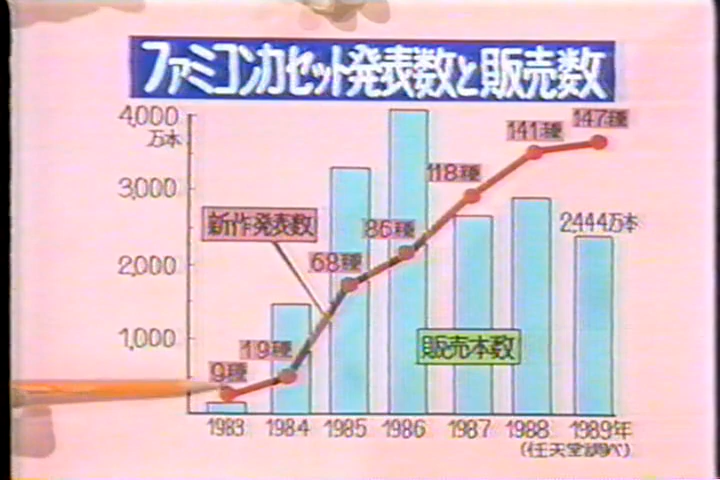 ファミコンカセット発表数と販売数
4,000
万本
3,000
2,000
1,000
新作発表数
9種
19種
68種
86種
118種
141種
147種
2,444万本
販売本数
1983 1984 1985 1986 1987 1988 1989年
(任天堂調べ)